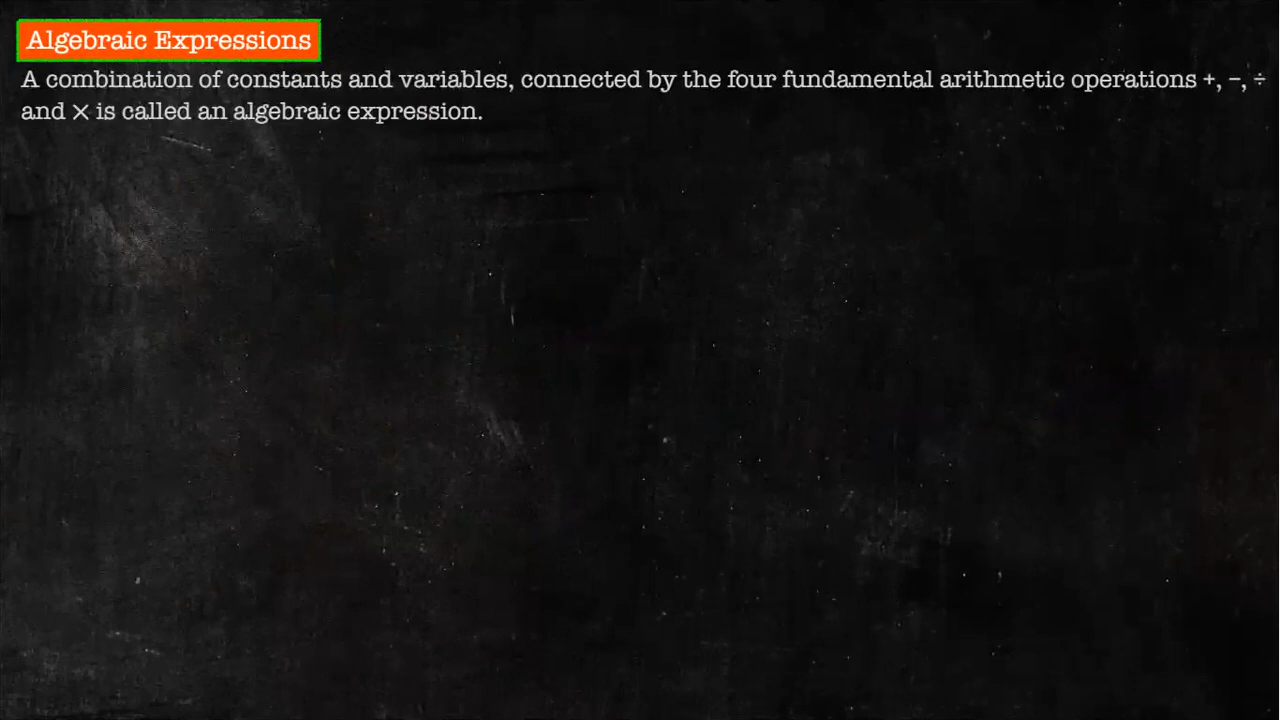 Algebraic Expressions
A combination of constants and variables, connected by the four fundamental arithmetic operations +, −, ÷
and × is called an algebraic expression.